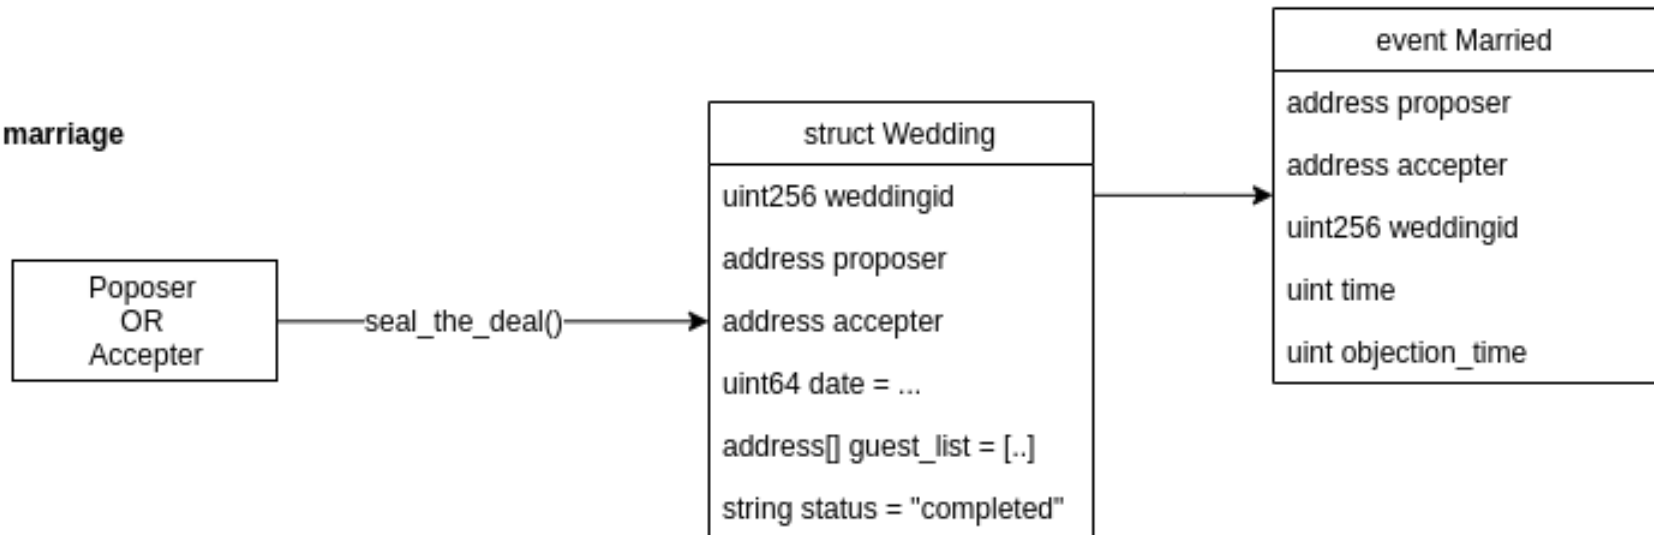 marriage
Poposer
OR
Accepter
seal_the_deal()
struct Wedding
uint256 weddingid
address proposer
address accepter
uint64 date = ...
address[] guest_list = [..]
string status = "completed"
event Married
address proposer
address accepter
uint256 weddingid
uint time
uint objection_time